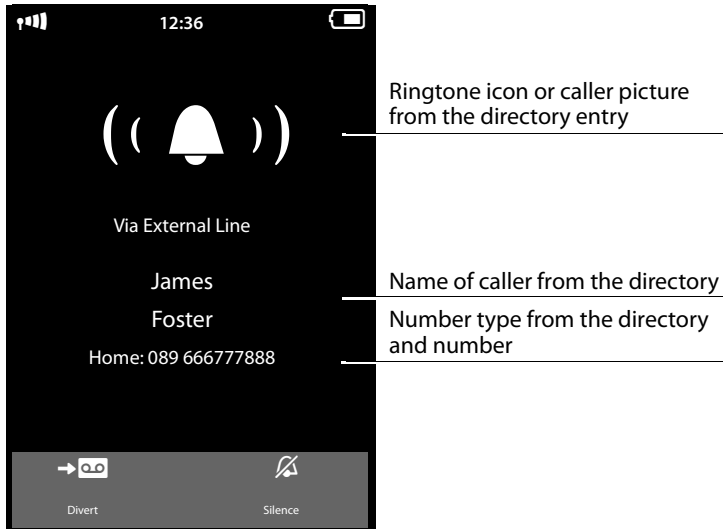 12:36
Ringtone icon or caller picture
from the directory entry
Via External Line
James
Name of caller from the directory
Foster
Number type from the directory
and number
Home: 089 666777888
Divert
Silence